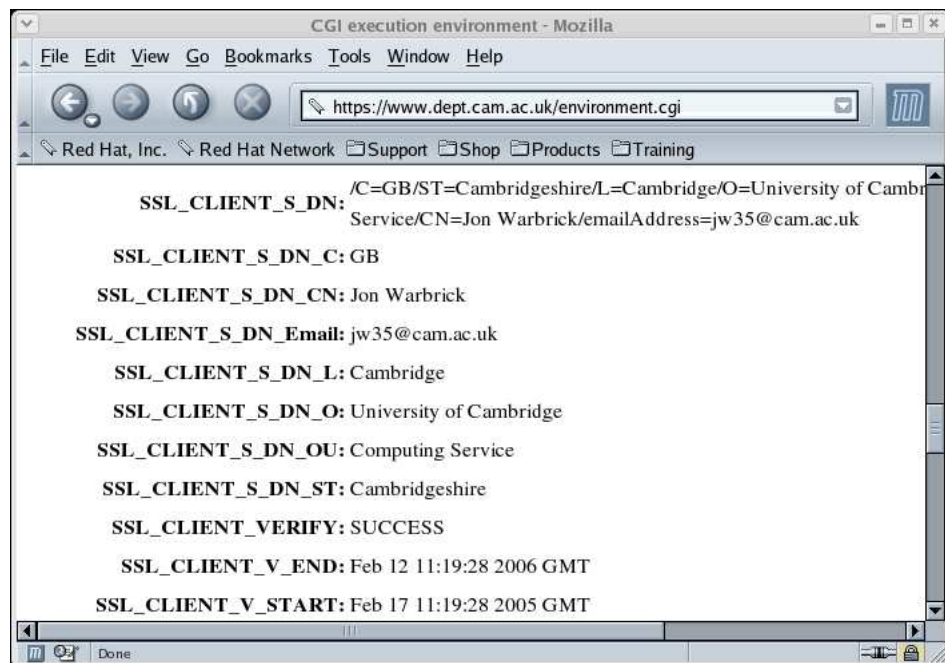 CGI execution environment - Mozilla
File Edit View Go Bookmarks Tools Window Help
https://www.dept.cam.ac.uk/environment.cgi
Red Hat, Inc. Red Hat Network Support Shop Products Training
SSL_CLIENT_S_DN: /C=GB/ST=Cambridgeshire/L=Cambridge/O=University of Cambr
Service/CN=Jon Warbrick/emailAddress=jw35@cam.ac.uk
SSL_CLIENT_S_DN_C: GB
SSL_CLIENT_S_DN_CN: Jon Warbrick
SSL_CLIENT_S_DN_Email: jw35@cam.ac.uk
SSL_CLIENT_S_DN_L: Cambridge
SSL_CLIENT_S_DN_O: University of Cambridge
SSL_CLIENT_S_DN_OU: Computing Service
SSL_CLIENT_S_DN_ST: Cambridgeshire
SSL_CLIENT_VERIFY: SUCCESS
SSL_CLIENT_V_END: Feb 12 11:19:28 2006 GMT
SSL_CLIENT_V_START: Feb 17 11:19:28 2005 GMT
Done